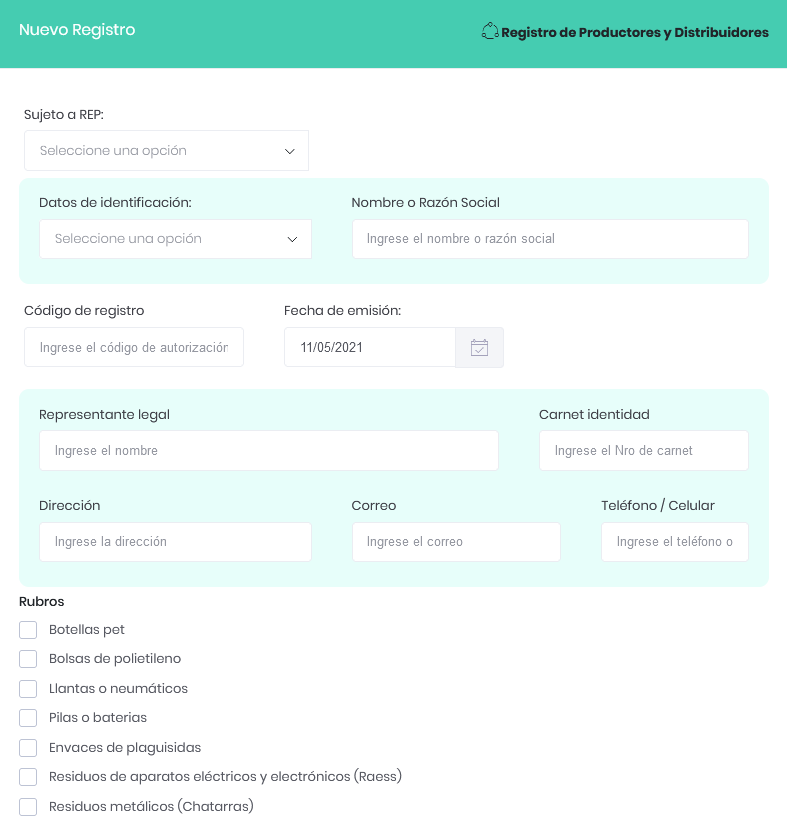 Nuevo Registro
Registro de Productores y Distribuidores
Sujeto a REP:
Seleccione una opción
Datos de identificación:
Nombre o Razón Social
Seleccione una opción
Ingrese el nombre o razón social
Código de registro
Fecha de emisión:
Ingrese el código de autorización
11/05/2021
Representante legal
Carnet identidad
Ingrese el nombre
Ingrese el Nro de carnet
Dirección
Correo
Teléfono / Celular
Ingrese la dirección
Ingrese el correo
Ingrese el teléfono o
Rubros
Botellas pet
Bolsas de polietileno
Llantas o neumáticos
Pilas o baterias
Envaces de plaguisidas
Residuos de aparatos eléctricos y electrónicos (Raess)
Residuos metálicos (Chatarras)